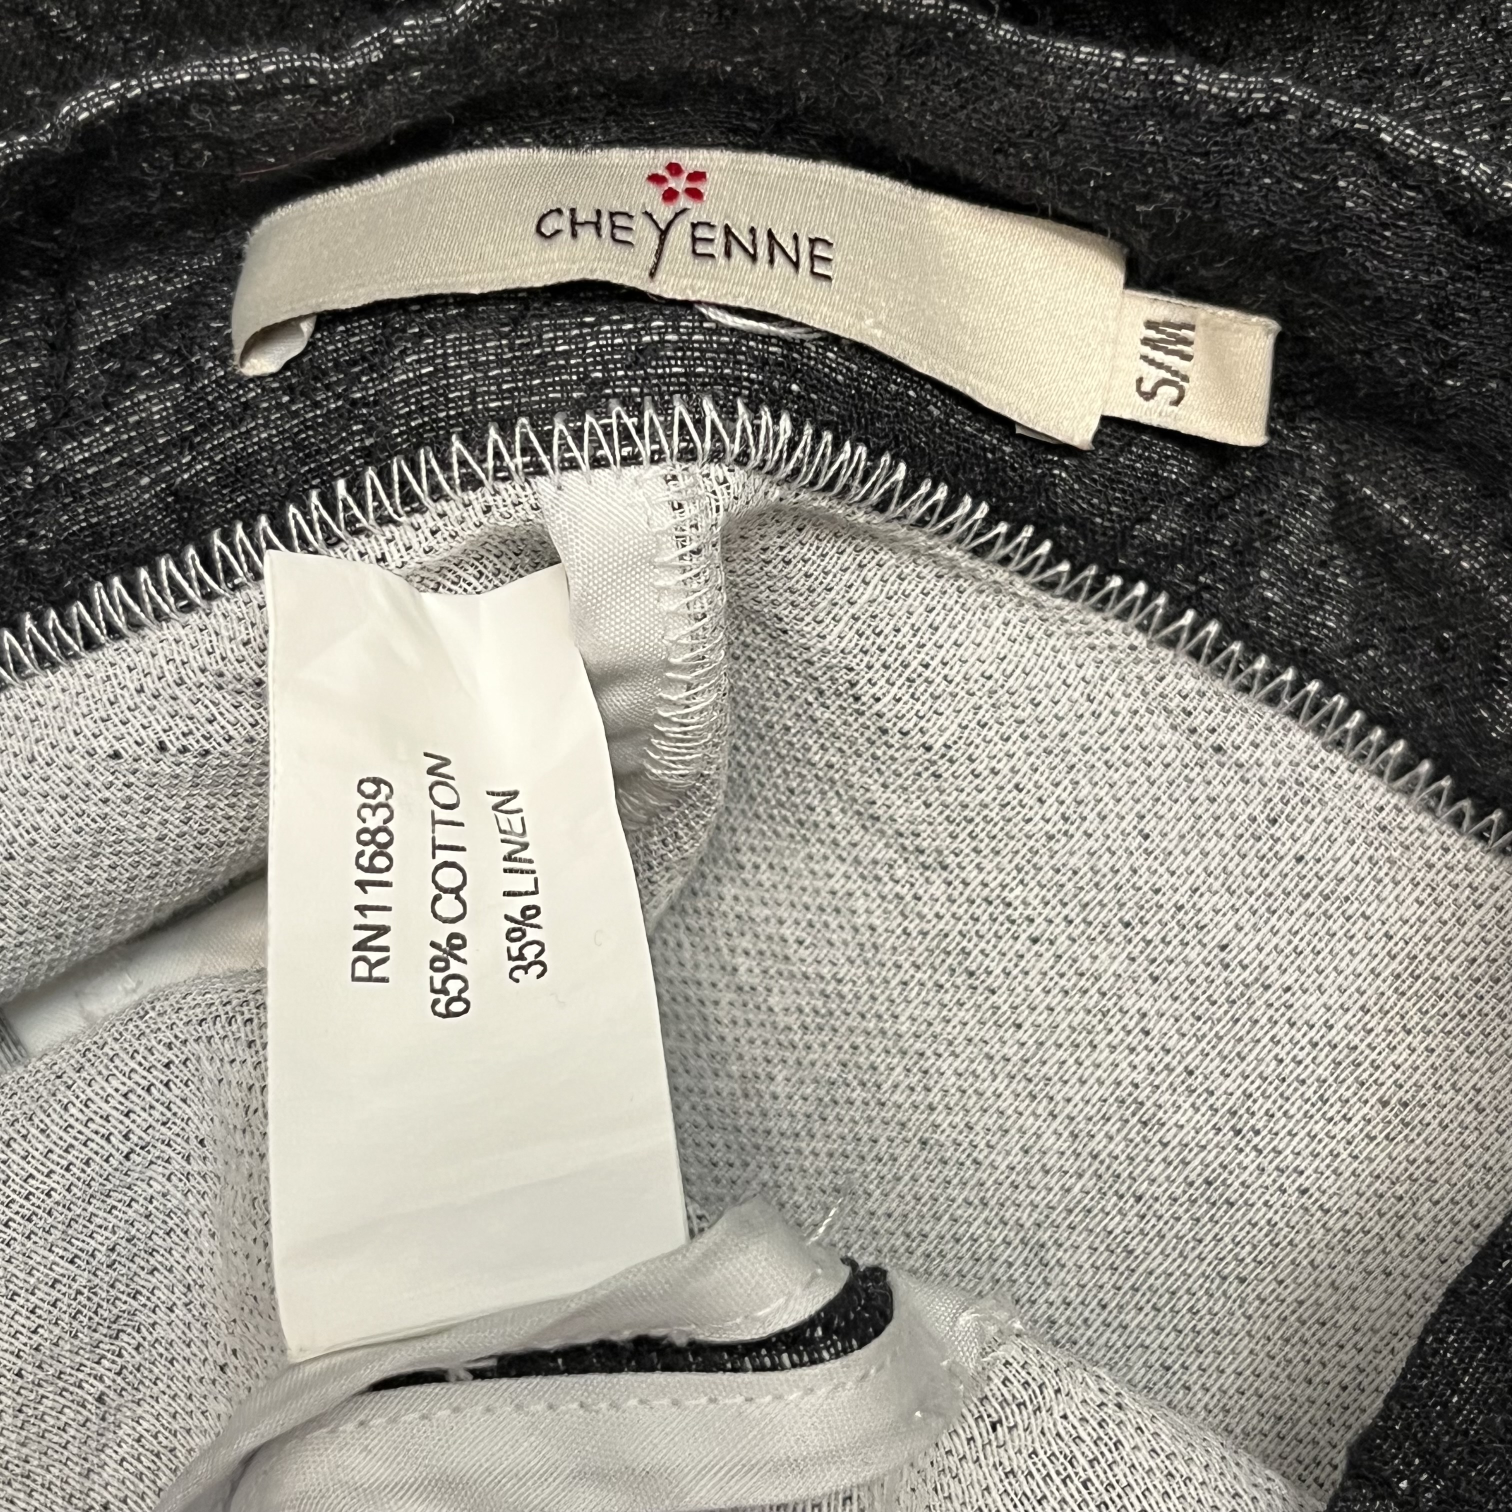 CHEYENNE
S/M
RN116839
65% COTTON
35% LINEN